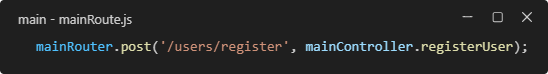 main - mainRoute.js
mainRouter.post('/users/register', mainController.registerUser);